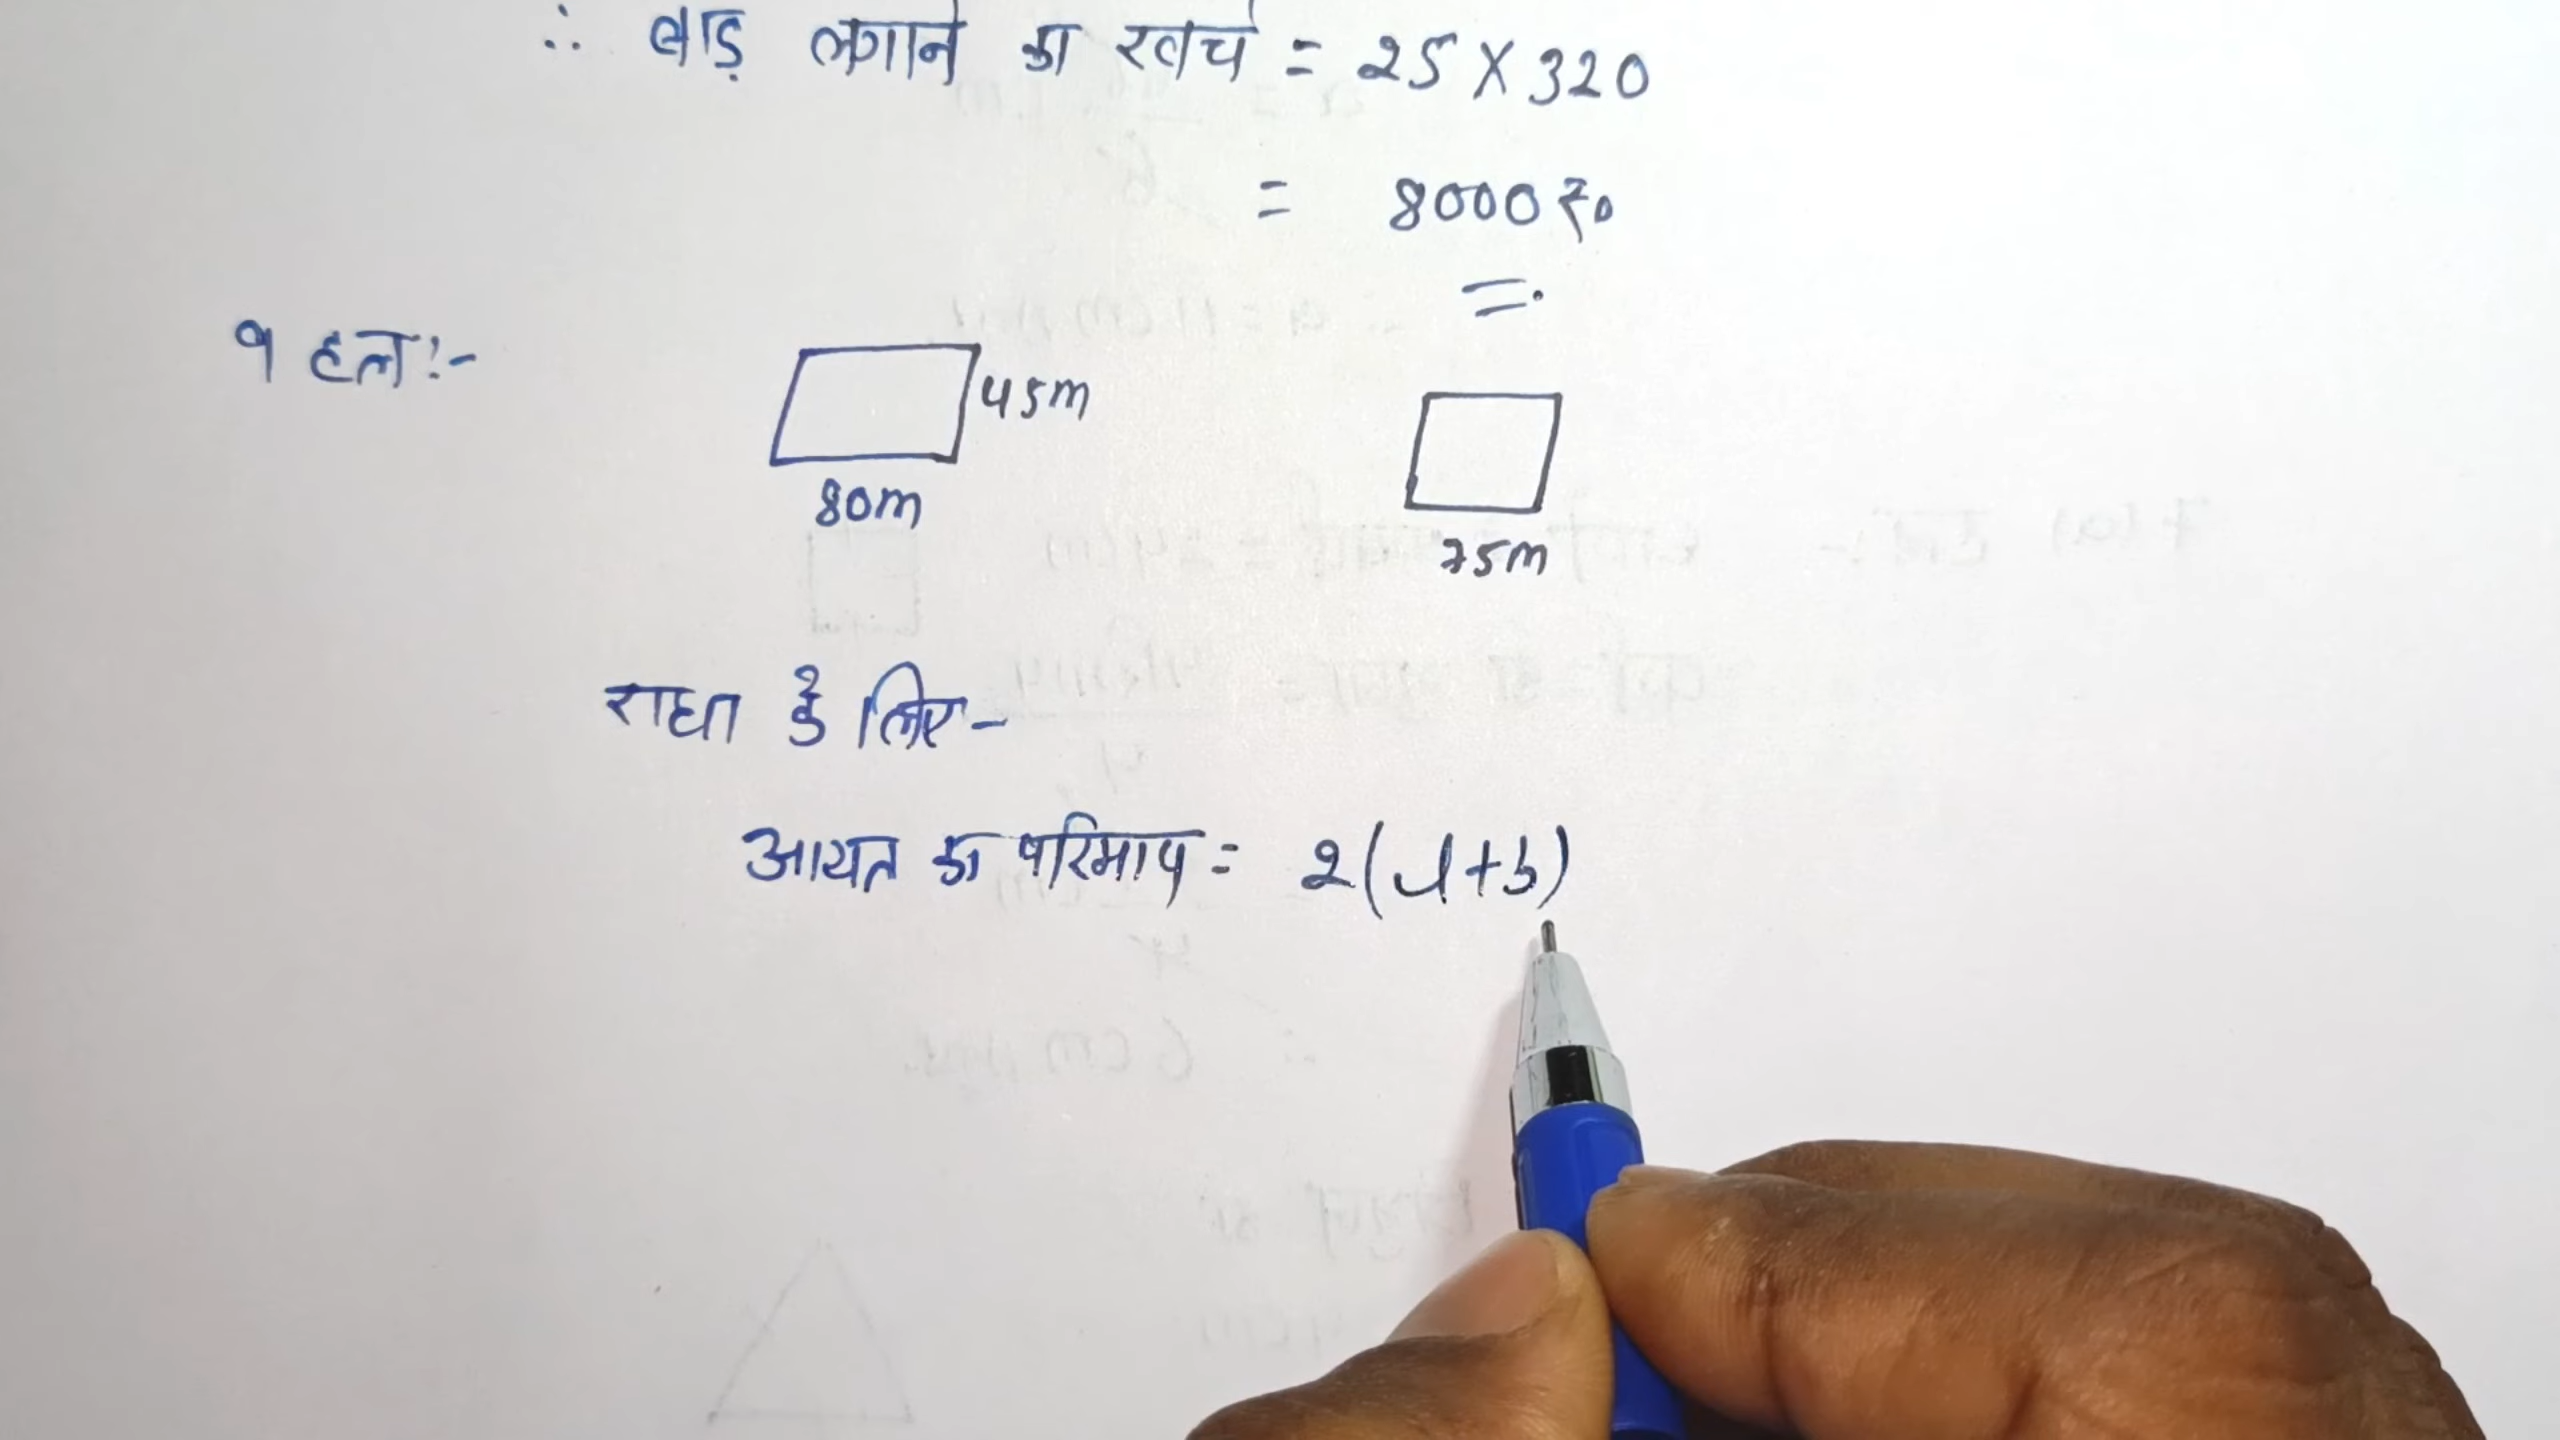 ∴ बाड़ लगाने का खर्च = 25 X 320
= 8000 रु०
9 हल:-
45m
80m
75m
राधा के लिए-
आयत का परिमाप = 2(l+b)